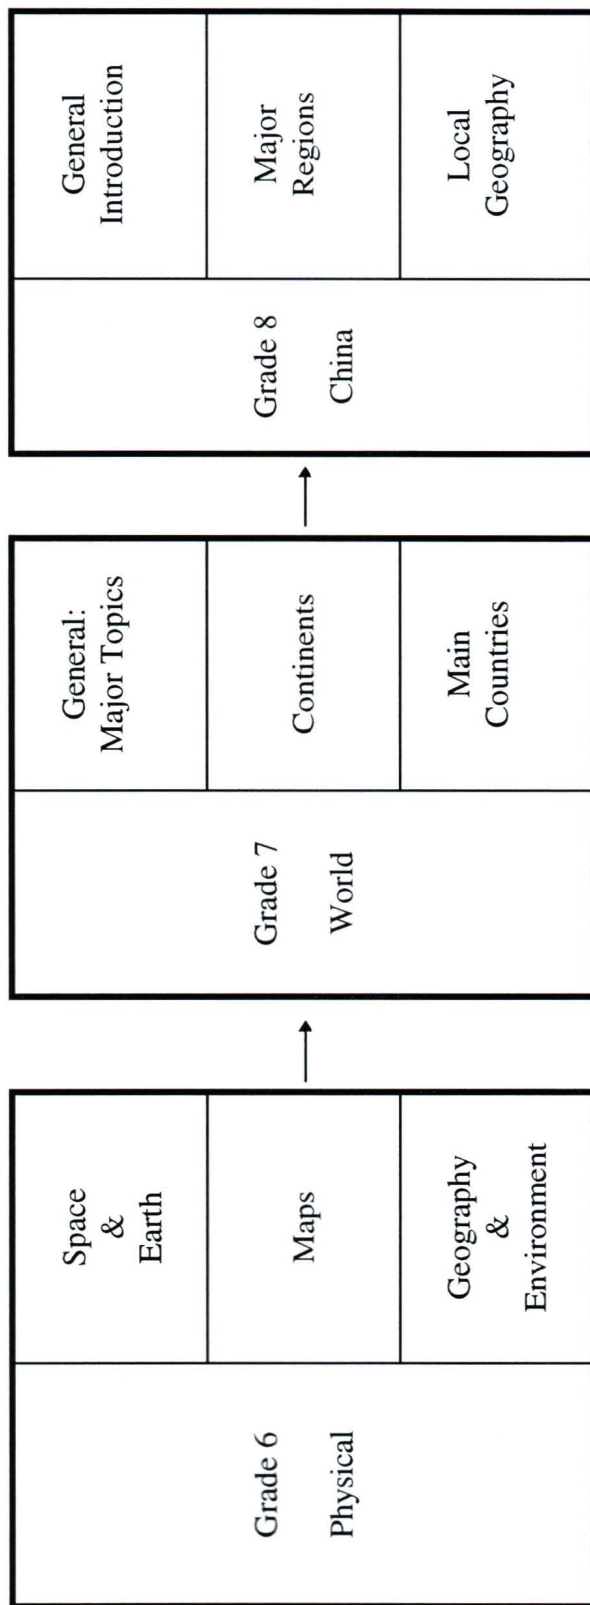 Grade 6
Physical
Space
&
Earth
Maps
Geography
&
Environment
Grade 7
World
General:
Major Topics
Continents
Main
Countries
Grade 8
China
General
Introduction
Major
Regions
Local
Geography